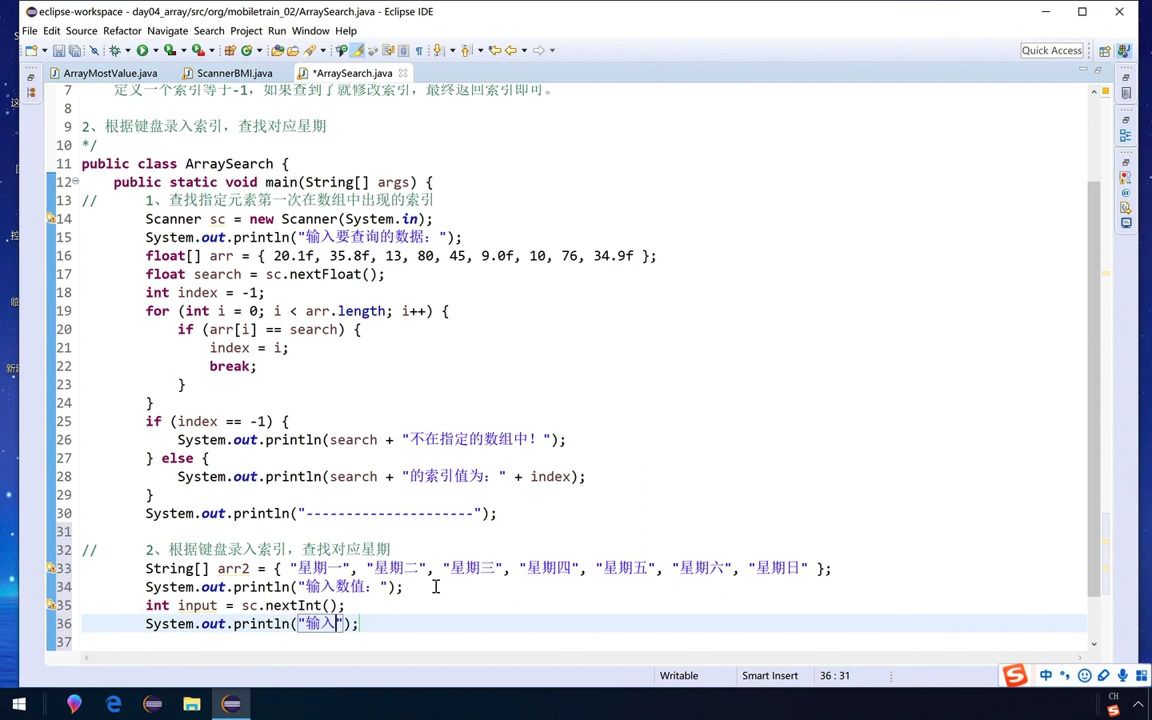 eclipse-workspace - day04_array/src/org/mobiletrain_02/ArraySearch.java - Eclipse IDE
File Edit Source Refactor Navigate Search Project Run Window Help
Quick Access
ArrayMostValue.java ScannerBMI.java *ArraySearch.java
7 定义一个索引等于-1，如果查到了就修改索引，最终返回索引即可。
8
9 2、根据键盘录入索引，查找对应星期
10 */
11 public class ArraySearch {
12 public static void main(String[] args) {
13 // 1、查找指定元素第一次在数组中出现的索引
14 Scanner sc = new Scanner(System.in);
15 System.out.println("输入要查询的数据：");
16 float[] arr = { 20.1f, 35.8f, 13, 80, 45, 9.0f, 10, 76, 34.9f };
17 float search = sc.nextFloat();
18 int index = -1;
19 for (int i = 0; i < arr.length; i++) {
20 if (arr[i] == search) {
21 index = i;
22 break;
23 }
24 }
25 if (index == -1) {
26 System.out.println(search + "不在指定的数组中！");
27 } else {
28 System.out.println(search + "的索引值为：" + index);
29 }
30 System.out.println("---------------------");
31
32 // 2、根据键盘录入索引，查找对应星期
33 String[] arr2 = { "星期一", "星期二", "星期三", "星期四", "星期五", "星期六", "星期日" };
34 System.out.println("输入数值：");
35 int input = sc.nextInt();
36 System.out.println("输入");
37
Writable Smart Insert 36 : 31
中
CH